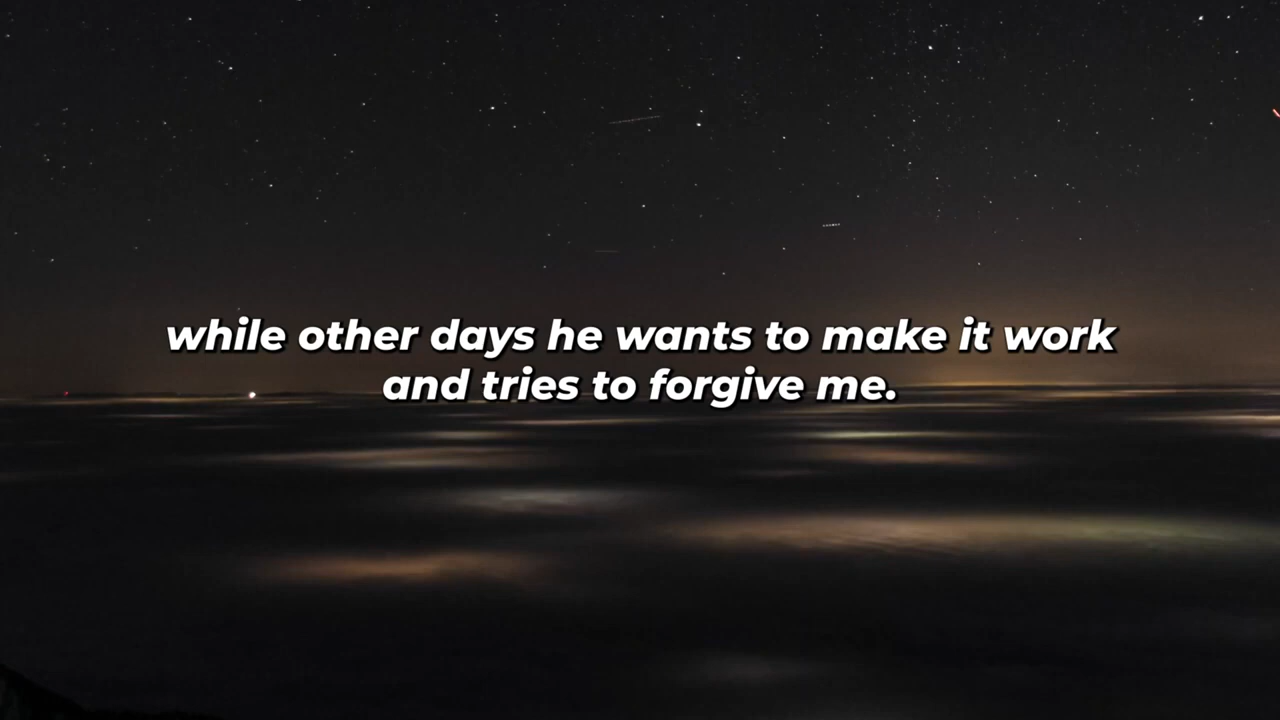 while other days he wants to make it work
and tries to forgive me.